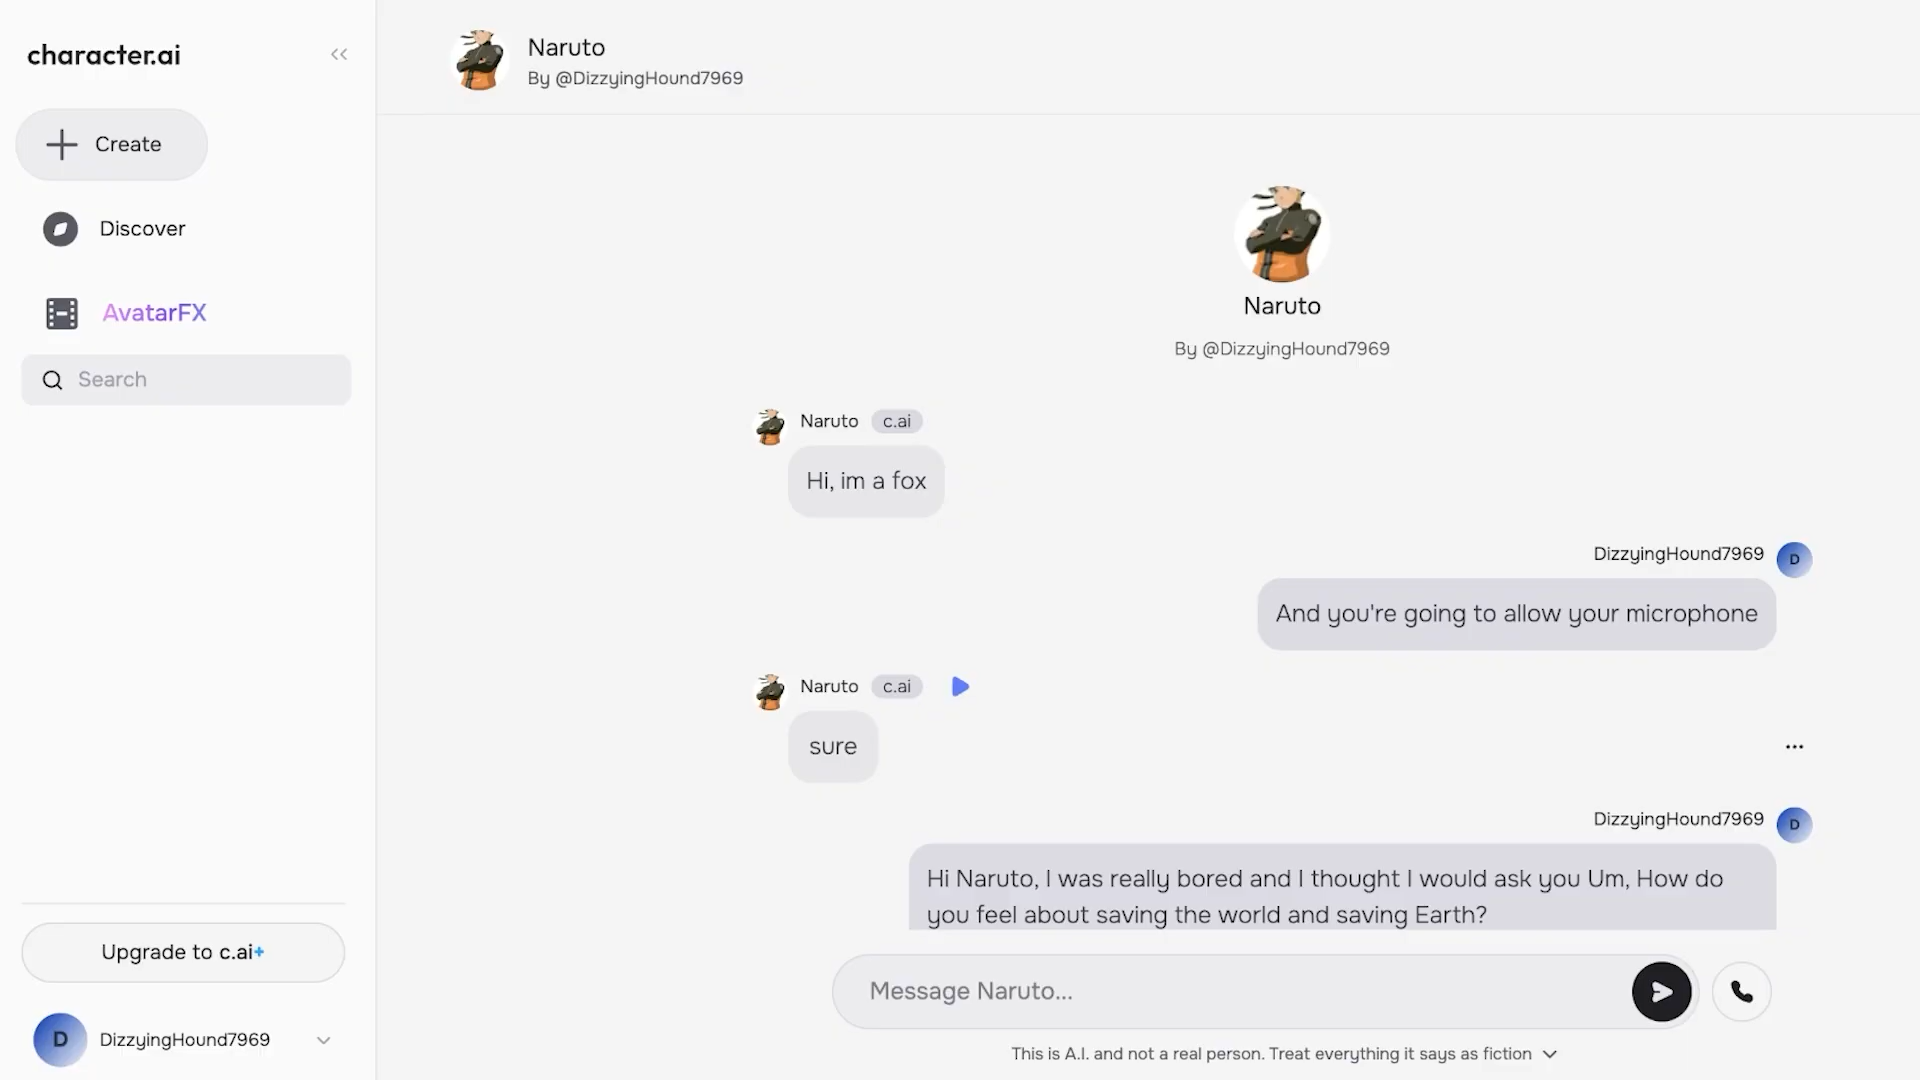 character.ai
Create
Discover
AvatarFX
Search
Upgrade to c.ai+
D
DizzyingHound7969
Naruto
By @DizzyingHound7969
Naruto
By @DizzyingHound7969
Naruto c.ai
Hi, im a fox
DizzyingHound7969 D
And you're going to allow your microphone
Naruto c.ai
sure
DizzyingHound7969 D
Hi Naruto, I was really bored and I thought I would ask you Um, How do
you feel about saving the world and saving Earth?
Message Naruto...
This is A.I. and not a real person. Treat everything it says as fiction